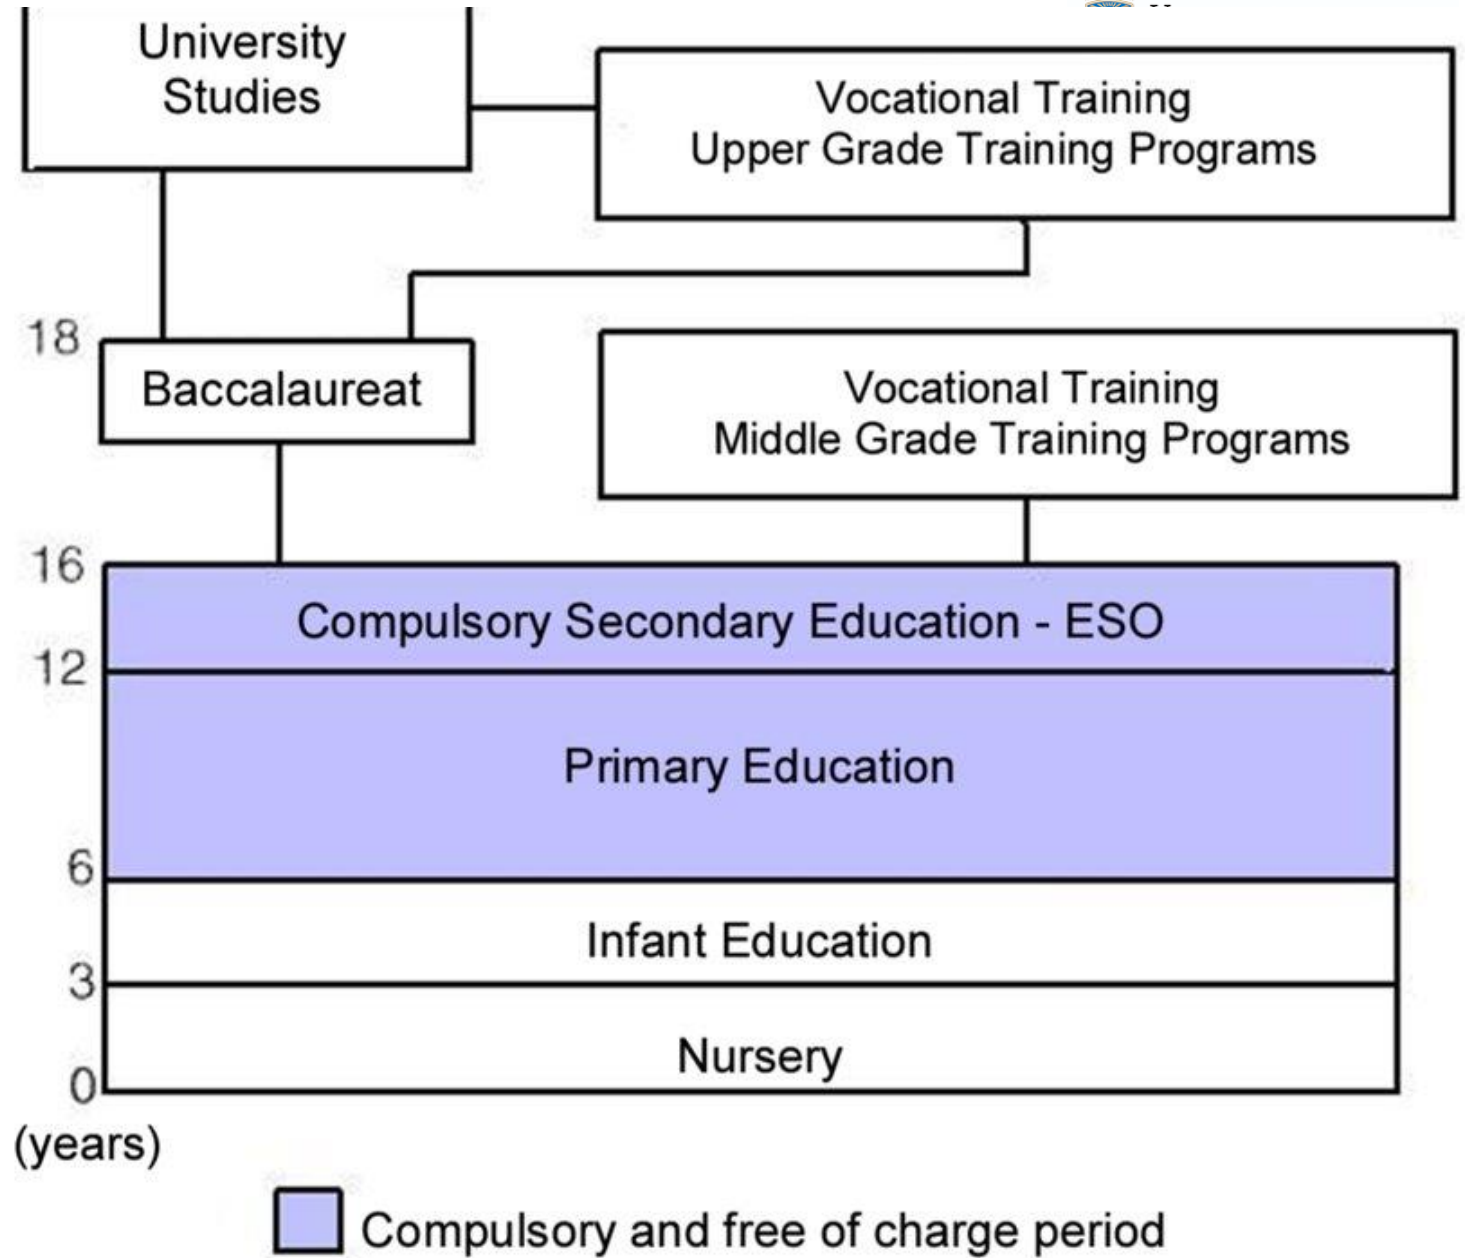 University
Studies
Vocational Training
Upper Grade Training Programs
18
Baccalaureat
Vocational Training
Middle Grade Training Programs
16
Compulsory Secondary Education - ESO
12
Primary Education
6
Infant Education
3
Nursery
0
(years)
Compulsory and free of charge period